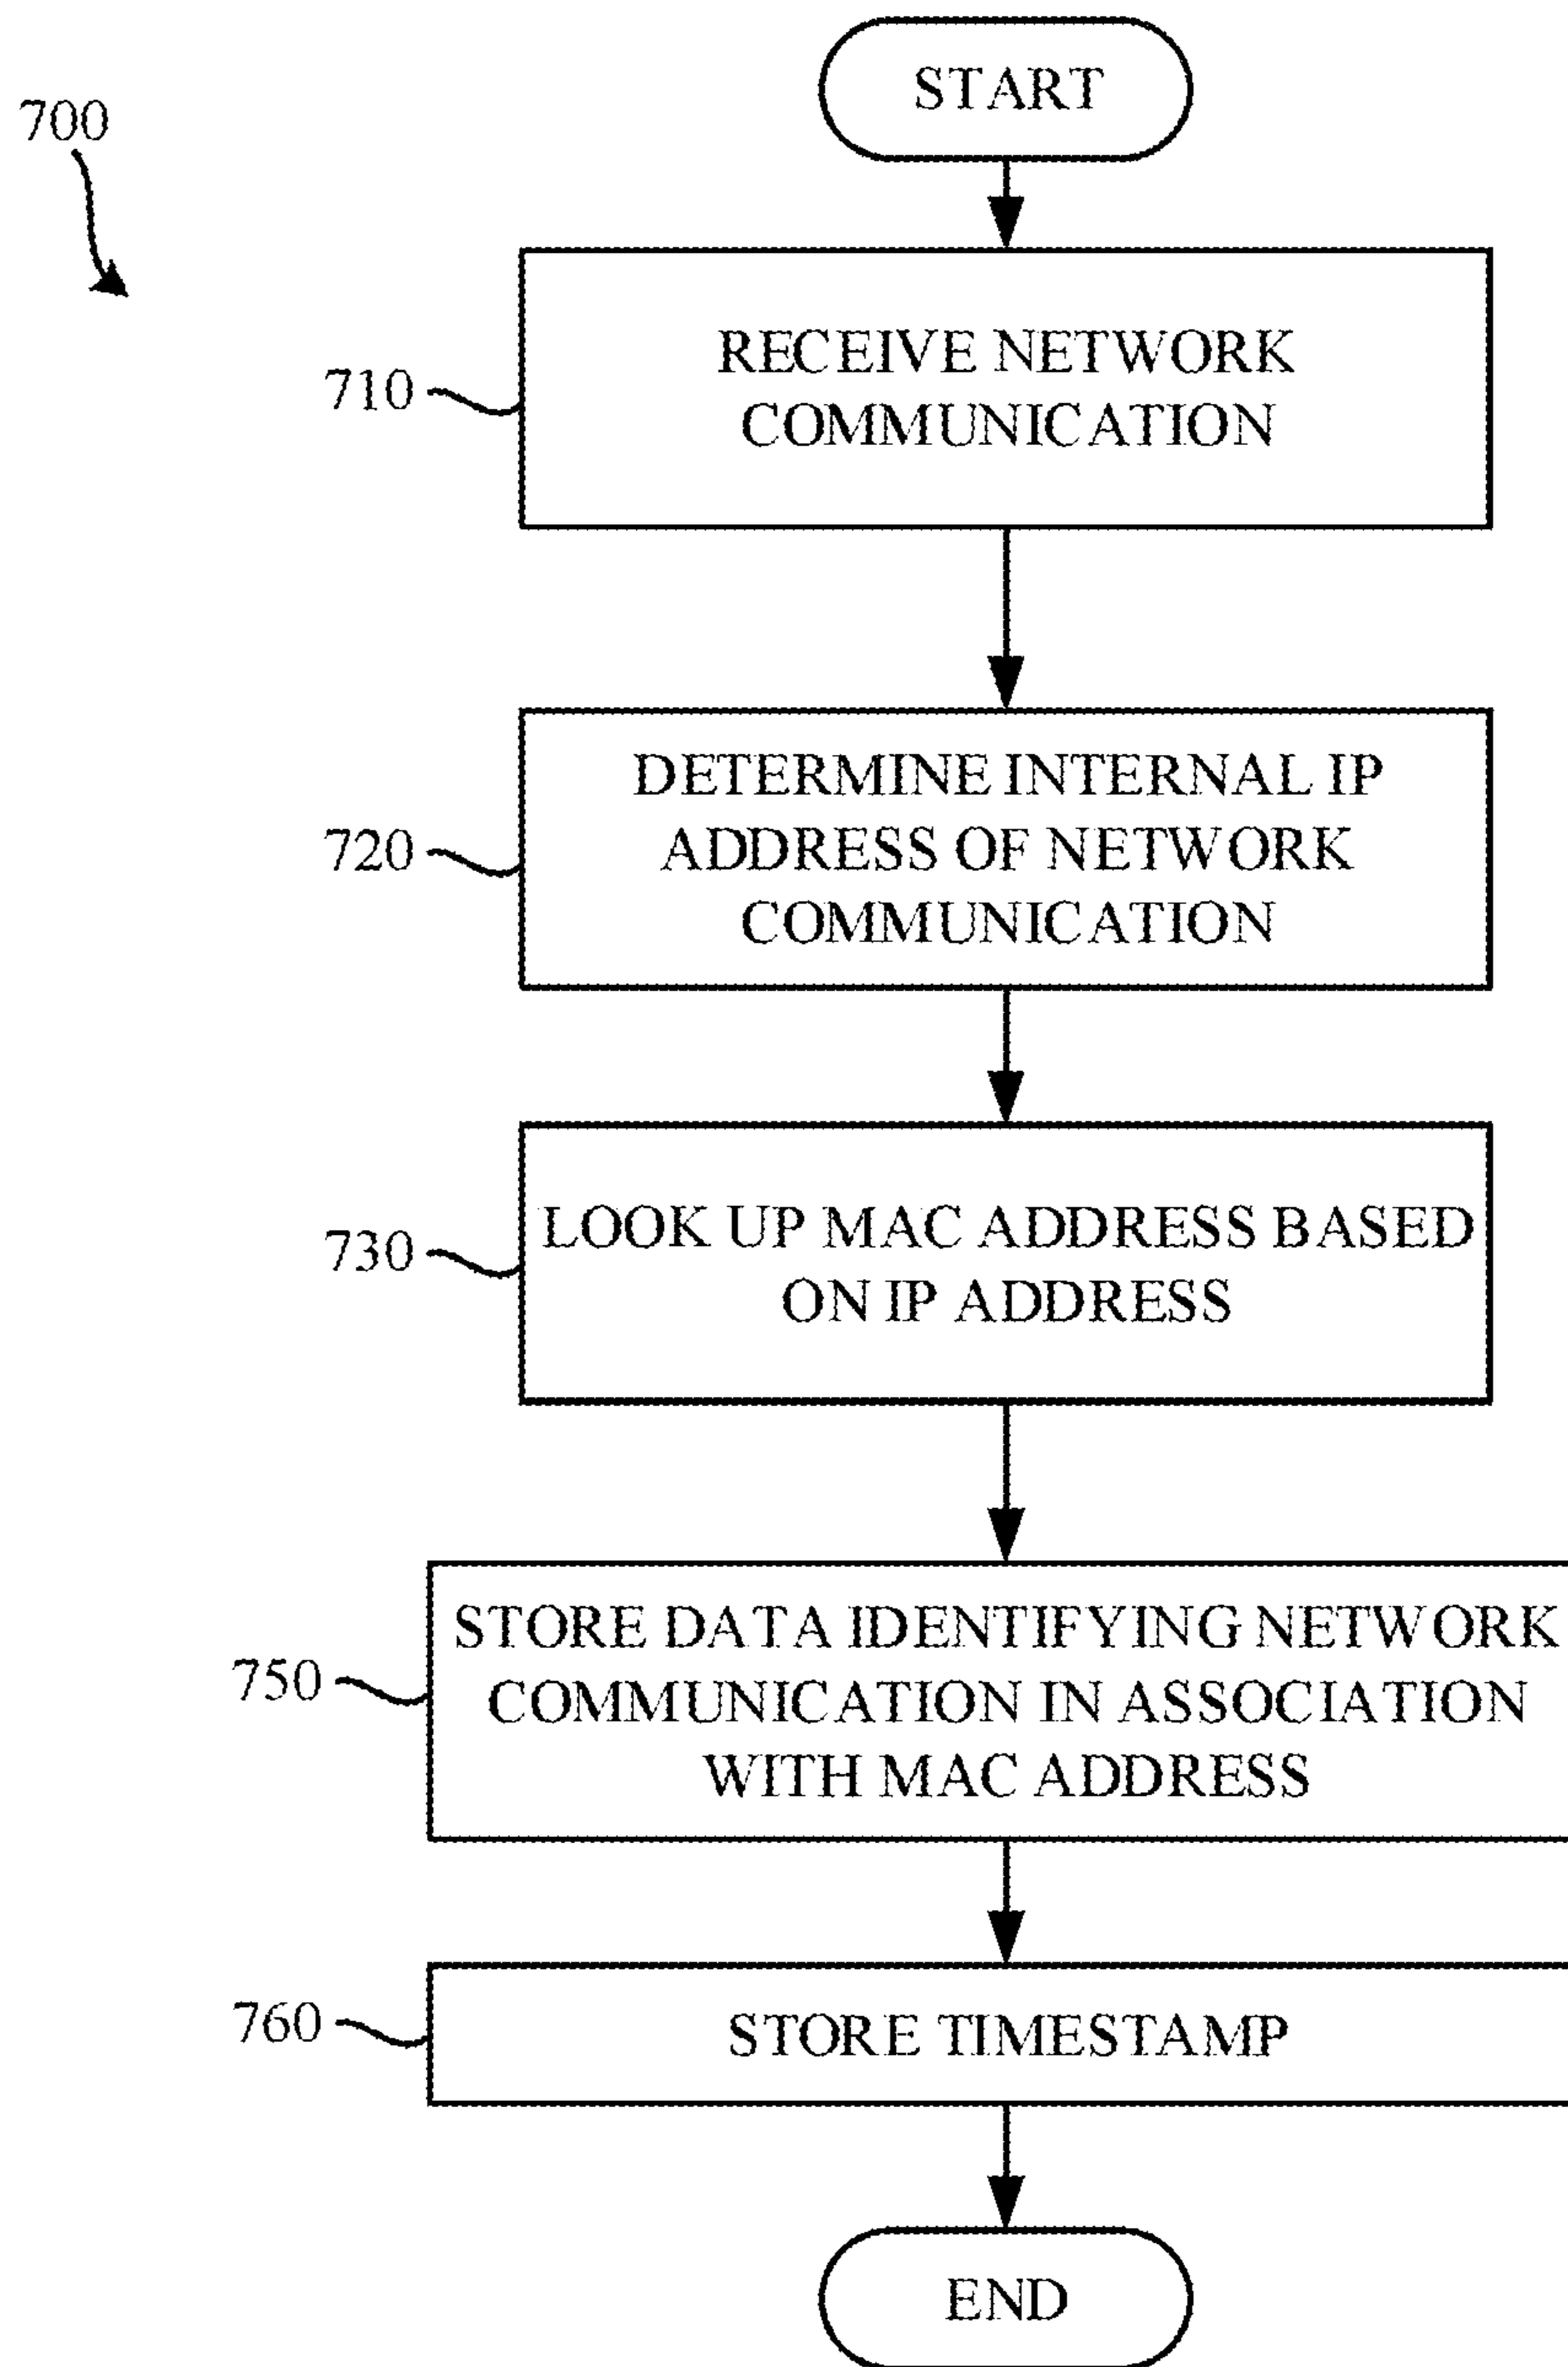 START
700
RECEIVE NETWORK
COMMUNICATION
710
DETERMINE INTERNAL IP
ADDRESS OF NETWORK
COMMUNICATION
720
LOOK UP MAC ADDRESS BASED
ON IP ADDRESS
730
STORE DATA IDENTIFYING NETWORK
COMMUNICATION IN ASSOCIATION
WITH MAC ADDRESS
750
STORE TIMESTAMP
760
END